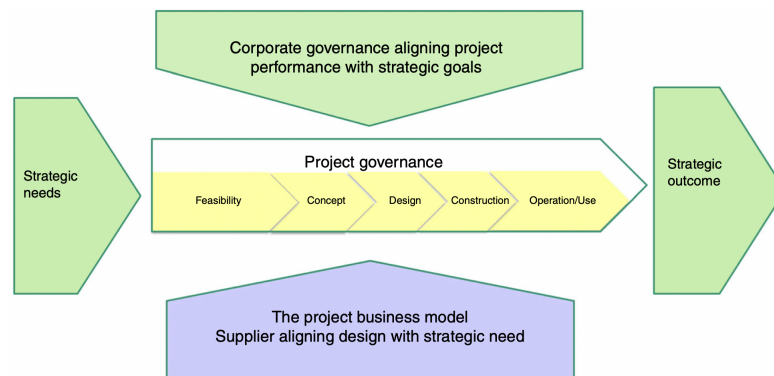 Corporate governance aligning project
performance with strategic goals
Strategic
needs
Project governance
Feasibility
Concept
Design
Construction
Operation/Use
Strategic
outcome
The project business model
Supplier aligning design with strategic need